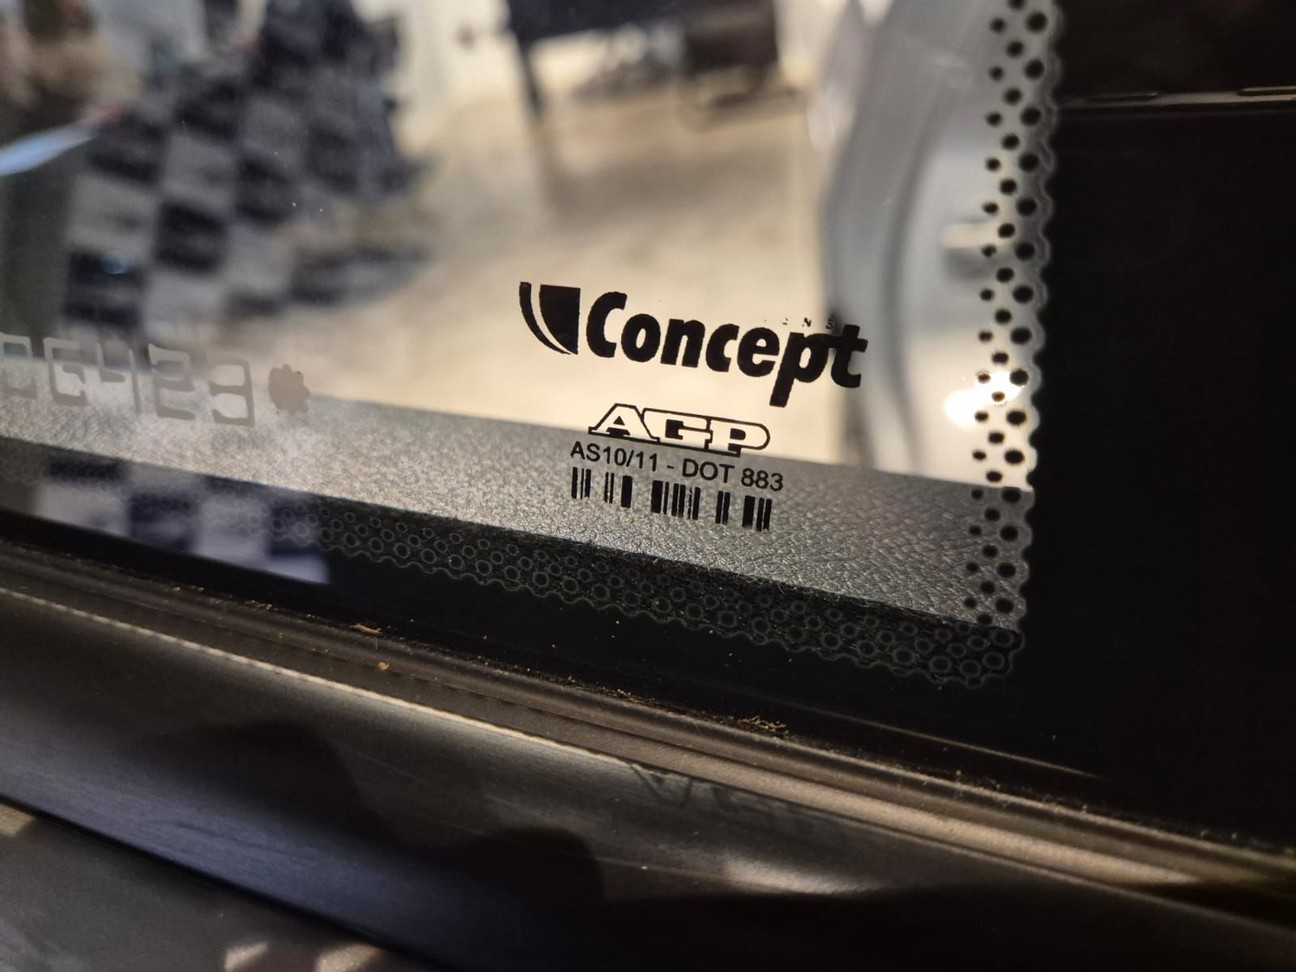 Concept
AGP
AS10/11 - DOT 883